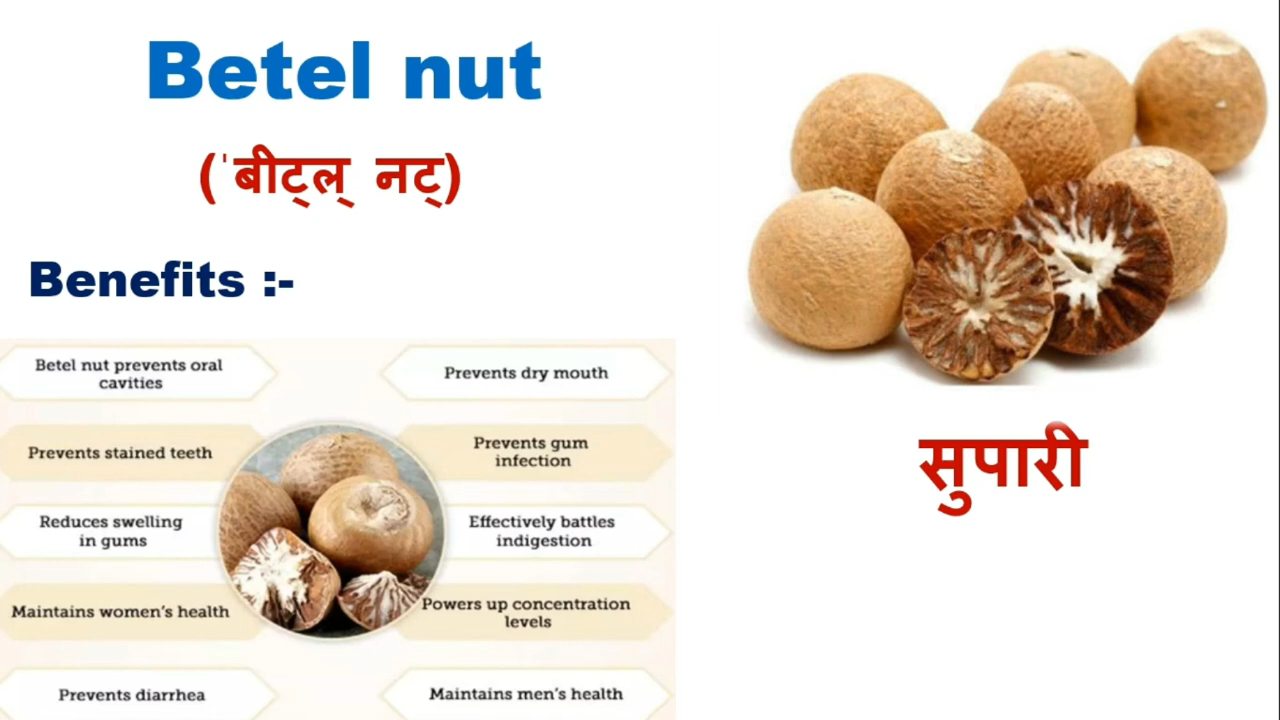 Betel nut
(ˈबीट्ल् नट्)
Benefits :-
Betel nut prevents oral
cavities
Prevents dry mouth
Prevents stained teeth
Prevents gum
infection
Reduces swelling
in gums
Effectively battles
indigestion
Maintains women's health
Powers up concentration
levels
Prevents diarrhea
Maintains men's health
सुपारी